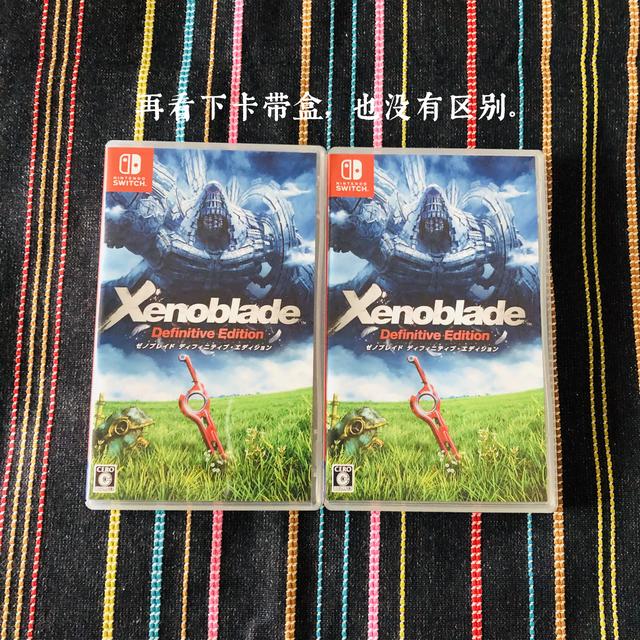 再看下卡带盒，也没有区别。
NINTENDO
SWITCH
NINTENDO
SWITCH
Xenoblade™
Definitive Edition
ゼノブレイド ディフィニティブ・エディション
Xenoblade
Definitive Edition
ゼノブレイド ディフィニティブ・エディション
CERO
C
CERO
C